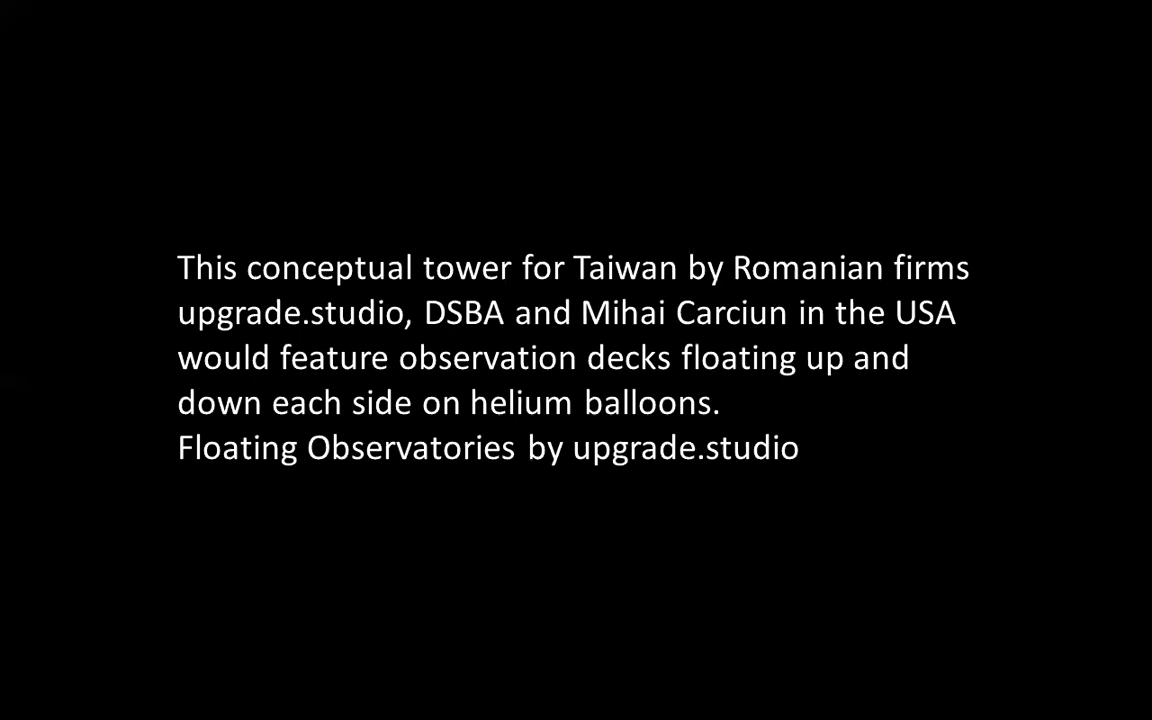 This conceptual tower for Taiwan by Romanian firms
upgrade.studio, DSBA and Mihai Carciun in the USA
would feature observation decks floating up and
down each side on helium balloons.
Floating Observatories by upgrade.studio